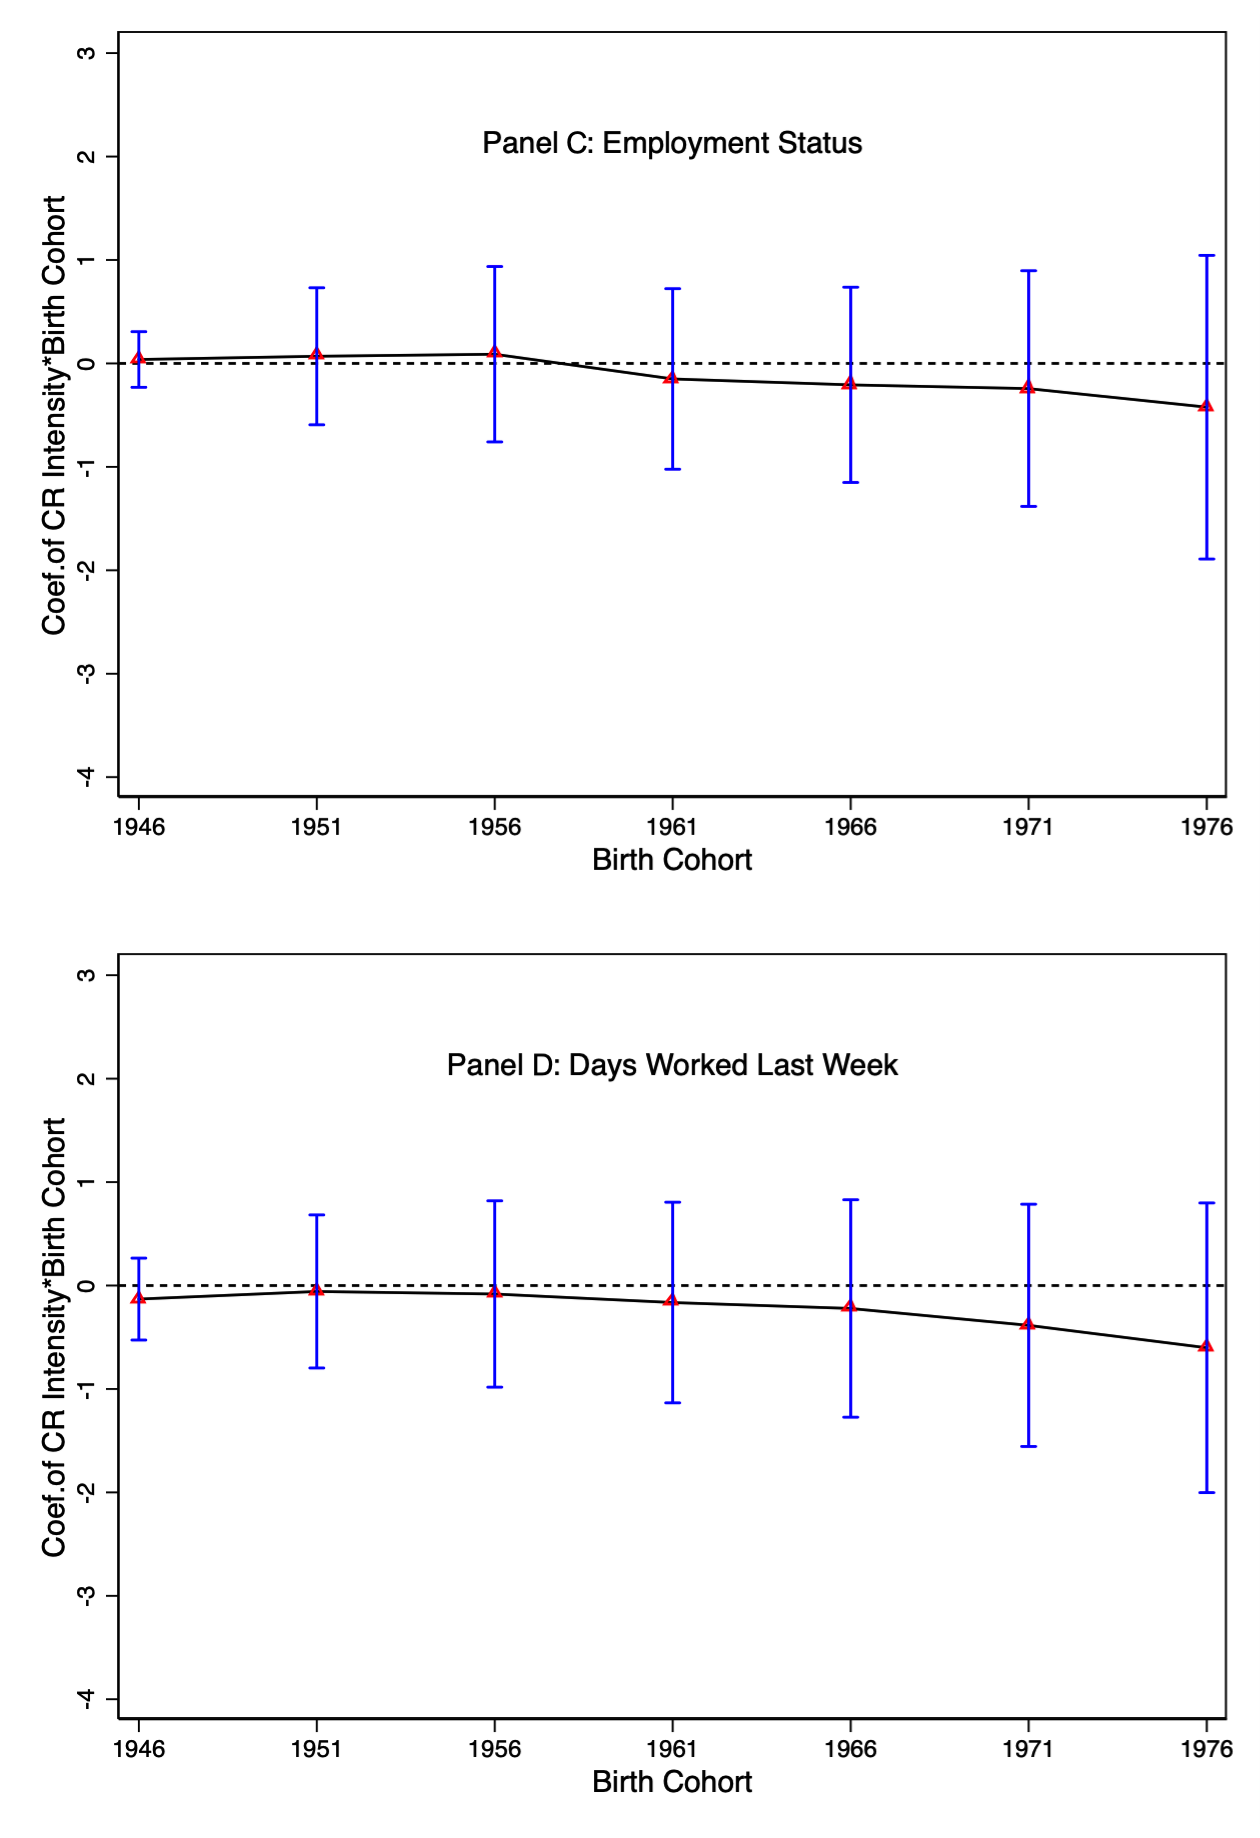 Panel C: Employment Status
Coef.of CR Intensity*Birth Cohort
3
2
1
0
-1
-2
-3
-4
1946 1951 1956 1961 1966 1971 1976
Birth Cohort
Panel D: Days Worked Last Week
Coef.of CR Intensity*Birth Cohort
3
2
1
0
-1
-2
-3
-4
1946 1951 1956 1961 1966 1971 1976
Birth Cohort